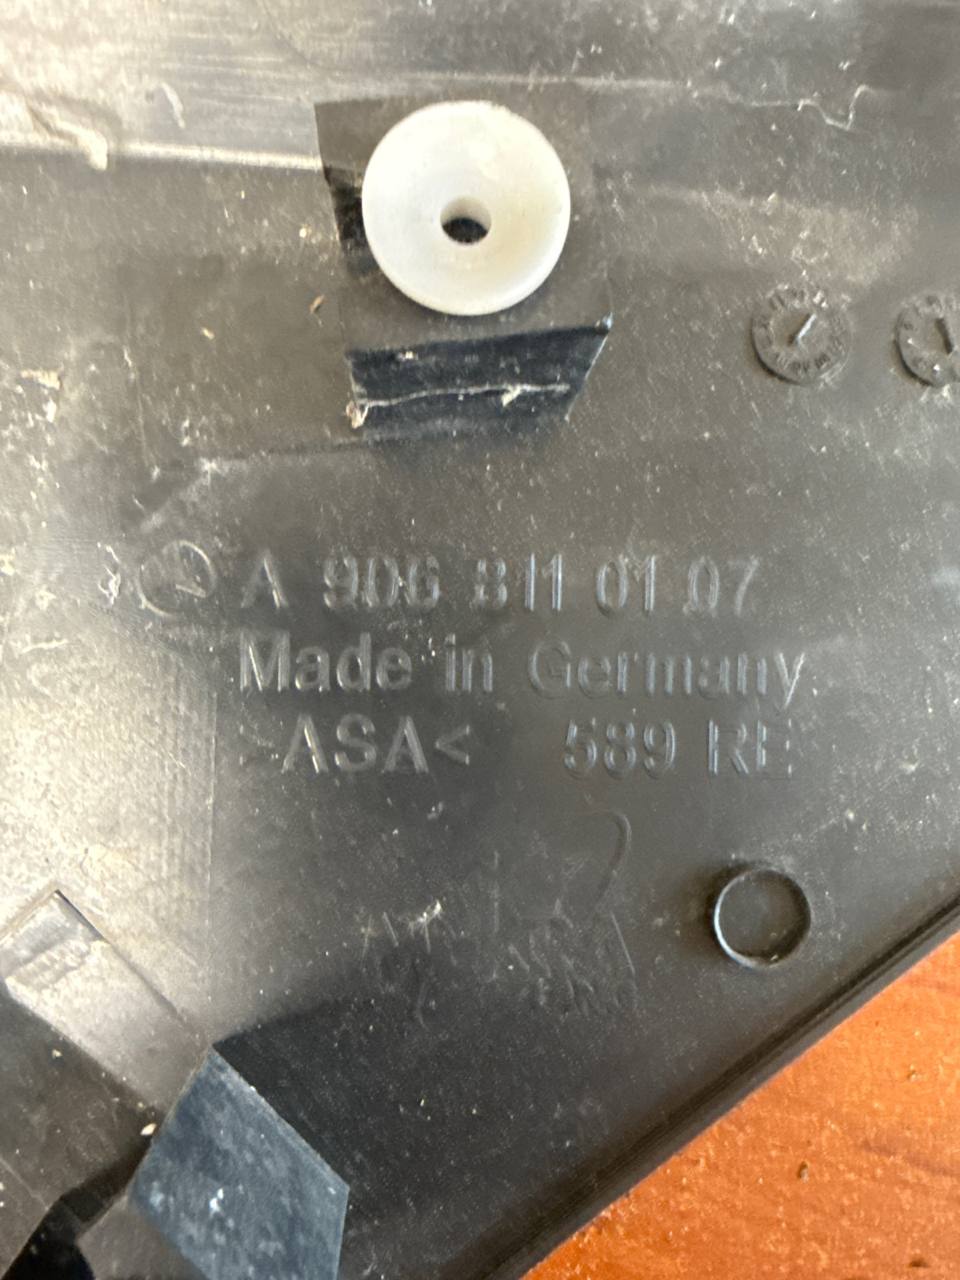 A 906 811 01 07
Made in Germany
>ASA< 589 RE